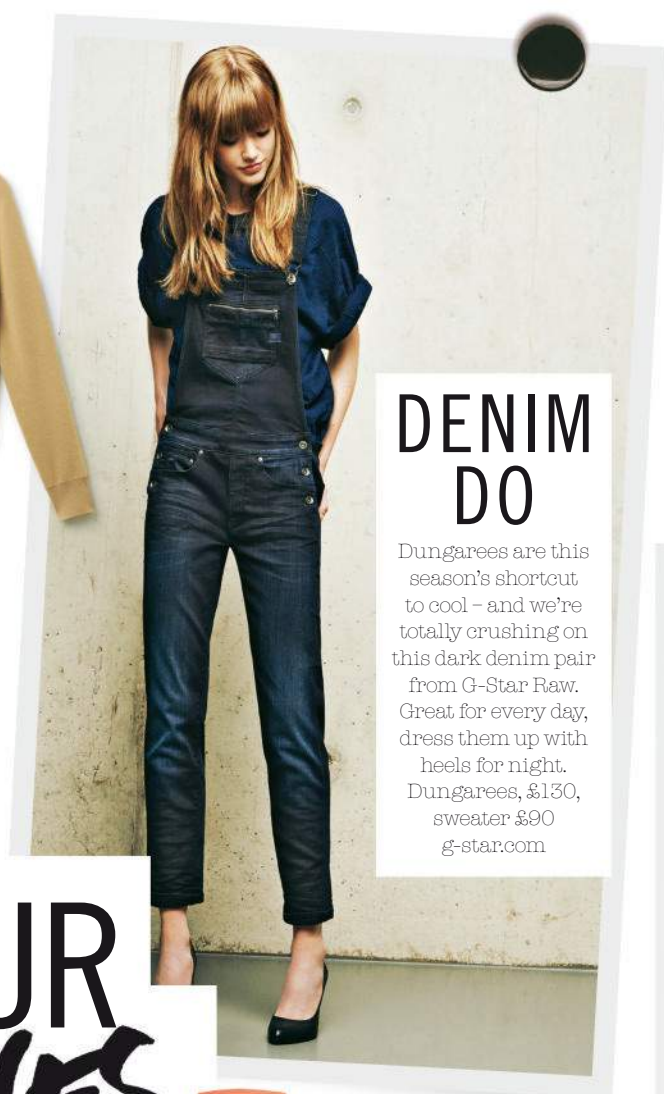 DENIM
DO
Dungarees are this
season's shortcut
to cool – and we're
totally crushing on
this dark denim pair
from G-Star Raw.
Great for every day,
dress them up with
heels for night.
Dungarees, £130,
sweater £90
g-star.com